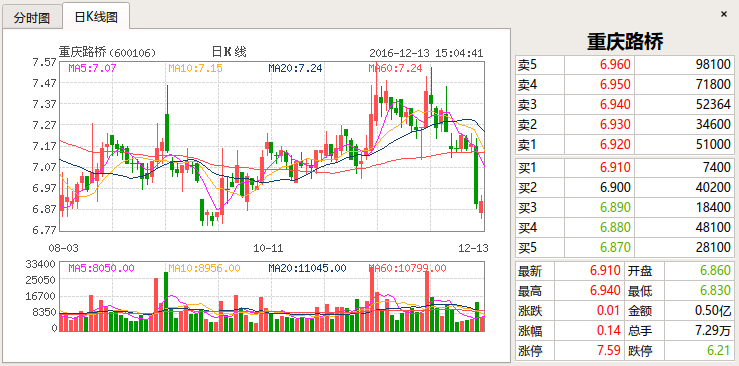 分时图 日K线图
×
重庆路桥(600106) 日K线 2016-12-13 15:04:41
MA5:7.07 MA10:7.15 MA20:7.24 MA60:7.24
7.57
7.47
7.37
7.27
7.17
7.07
6.97
6.87
6.77
08-03 10-11 12-13
MA5:8050.00 MA10:8956.00 MA20:11045.00 MA60:10799.00
33400
25050
16700
8350
0
重庆路桥
卖5 6.960 98100
卖4 6.950 71800
卖3 6.940 52364
卖2 6.930 34600
卖1 6.920 51000
买1 6.910 7400
买2 6.900 40200
买3 6.890 18400
买4 6.880 48100
买5 6.870 28100
最新 6.910 开盘 6.860
最高 6.940 最低 6.830
涨跌 0.01 金额 0.50亿
涨幅 0.14 总手 7.29万
涨停 7.59 跌停 6.21